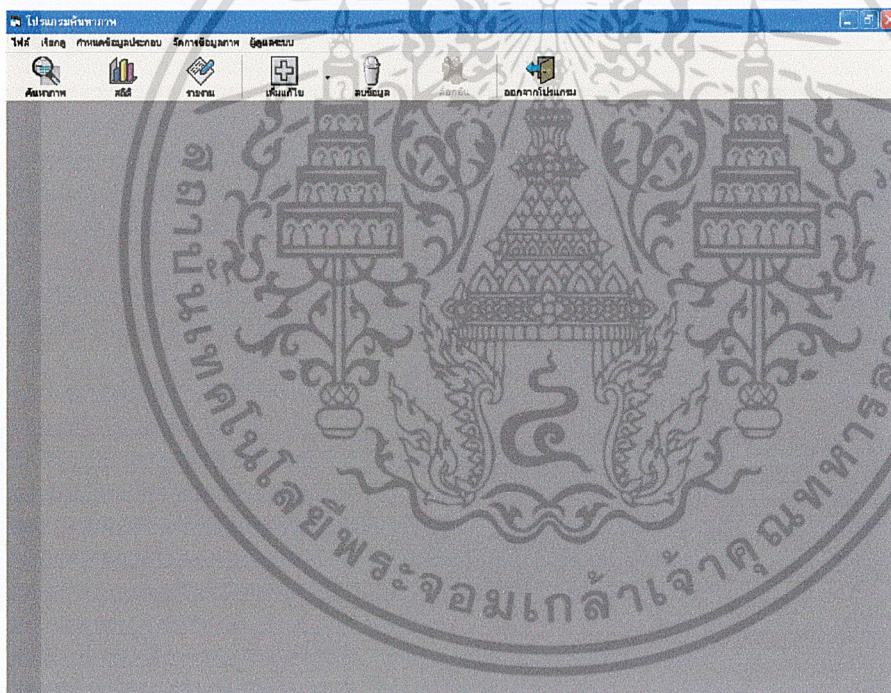 โปรแกรมค้นหาภาพ
ไฟล์ เรียกดู กำหนดข้อมูลประกอบ จัดการข้อมูลภาพ ผู้ดูแลระบบ
ค้นหาภาพ สถิติ รายงาน เพิ่มแก้ไข ลบข้อมูล ล็อกอิน ออกจากโปรแกรม
สถาบันเทคโนโลยีพระจอมเกล้าเจ้าคุณทหารล